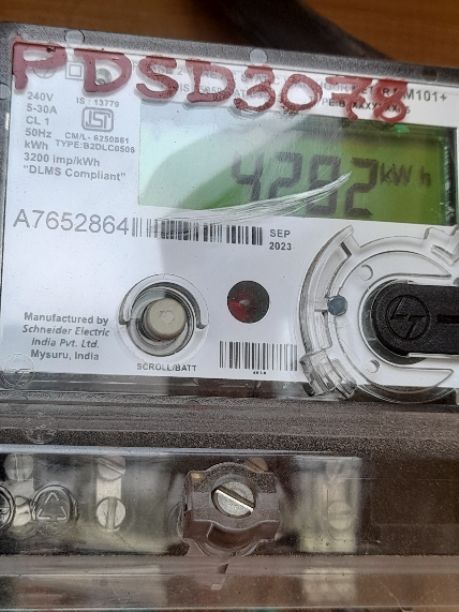 PDSD3078
240V
5-30A
CL 1
50Hz
kWh
3200 imp/kWh
"DLMS Compliant"
IS : 13779
CM/L- 6250861
TYPE:B2DLC0506
M101+
4282 kWh
A7652864
SEP
2023
Manufactured by
Schneider Electric
India Pvt. Ltd.
Mysuru, India
SCROLL/BATT